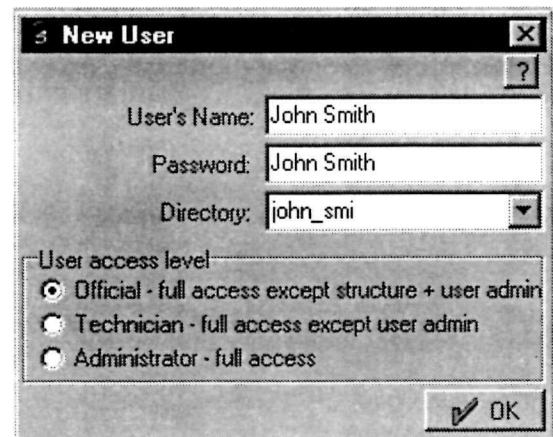 New User
?
User's Name: John Smith
Password: John Smith
Directory: john_smi
User access level
Official - full access except structure + user admin
Technician - full access except user admin
Administrator - full access
OK